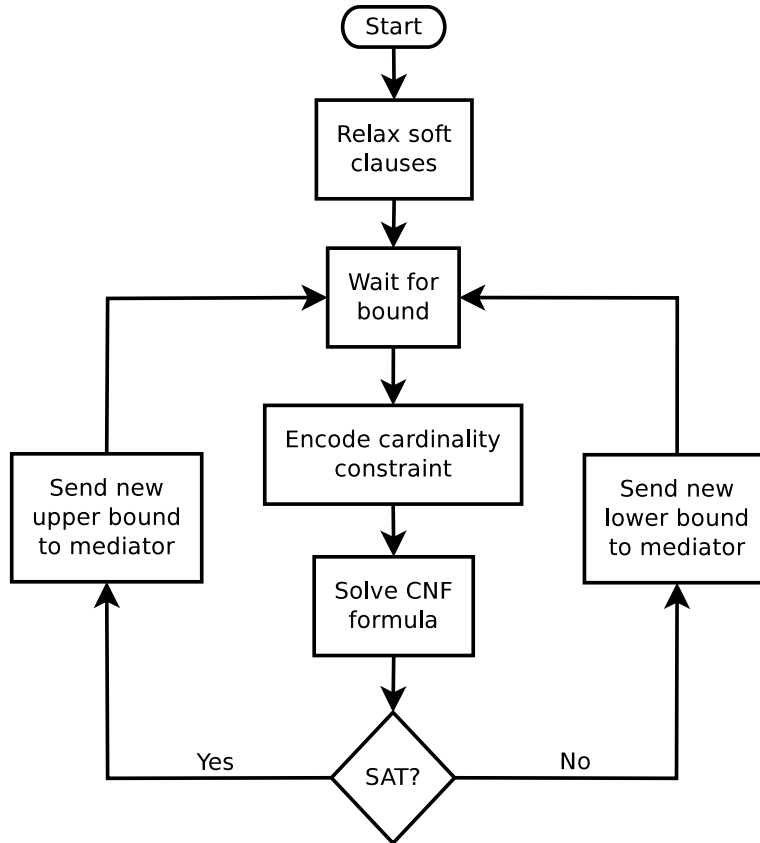 Start
Relax soft
clauses
Wait for
bound
Encode cardinality
constraint
Send new
upper bound
to mediator
Send new
lower bound
to mediator
Solve CNF
formula
Yes
SAT?
No